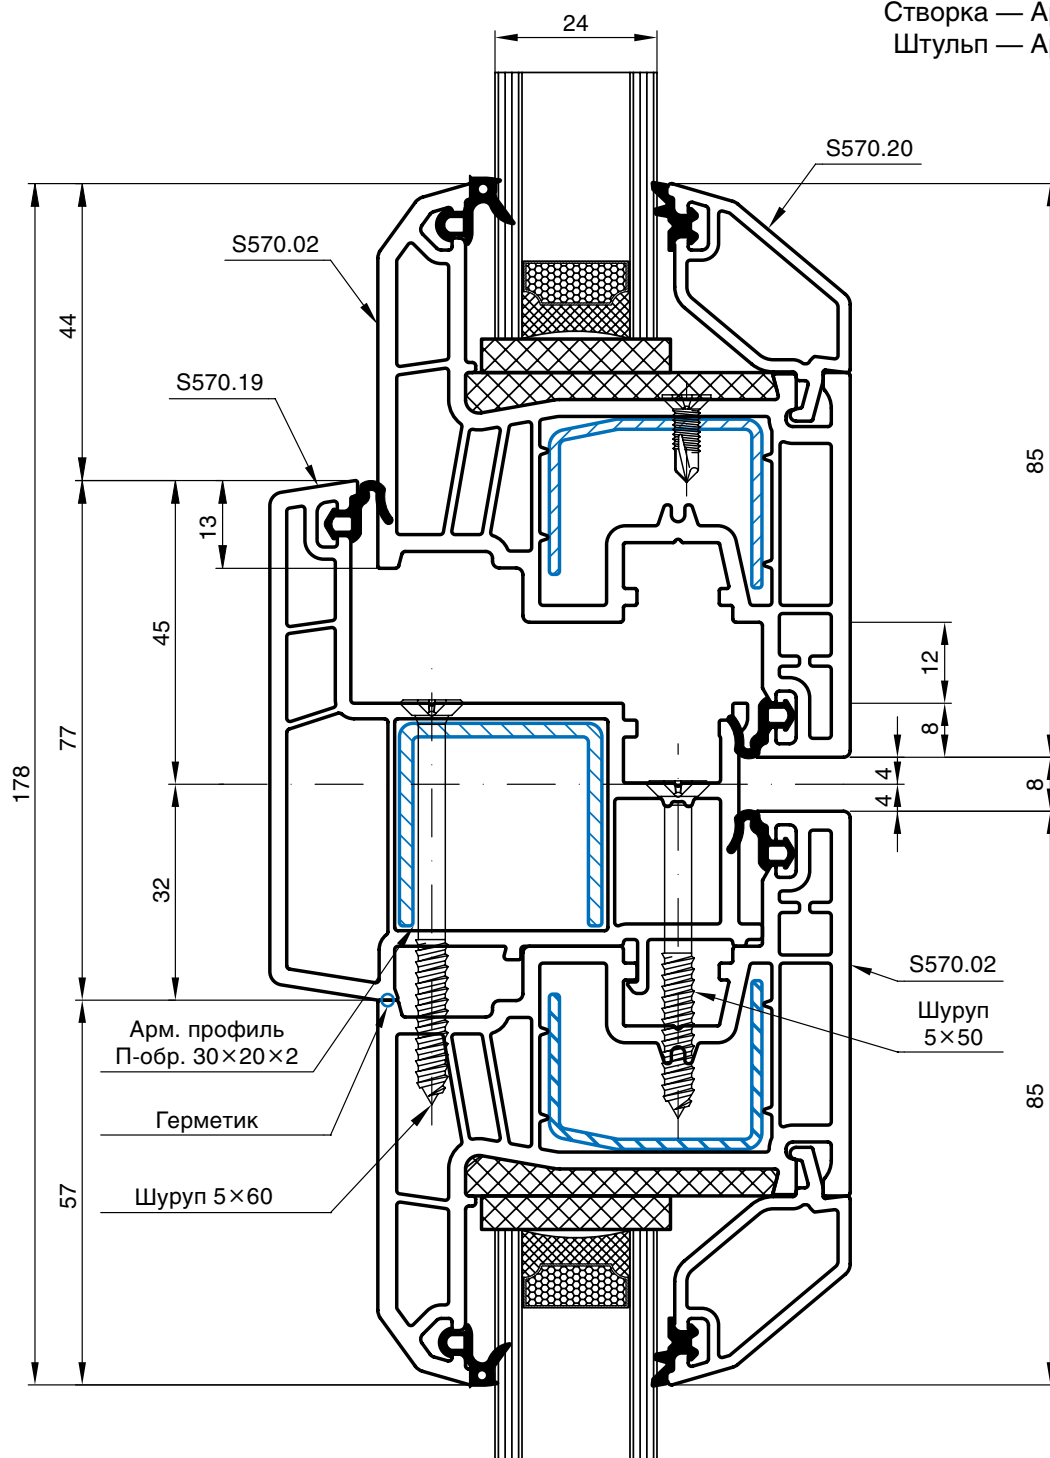 24
Створка — А
Штульп — А
S570.20
S570.02
44
S570.19
85
13
45
12
8
77
178
4
8
4
32
S570.02
Шуруп
5×50
Арм. профиль
П-обр. 30×20×2
Герметик
85
57
Шуруп 5×60